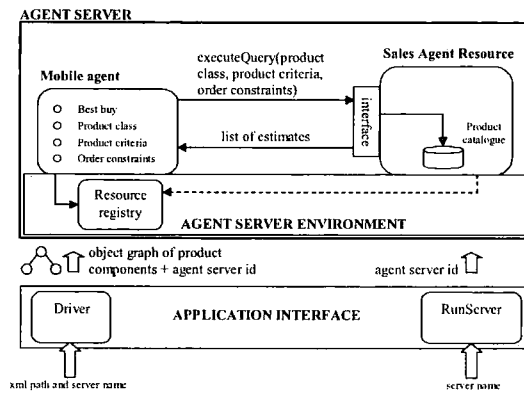 AGENT SERVER
executeQuery(product
class, product criteria,
order constraints)
Sales Agent Resource
Mobile agent
Best buy
Product class
Product criteria
Order constraints
interface
list of estimates
Product
catalogue
Resource
registry
AGENT SERVER ENVIRONMENT
object graph of product
components + agent server id
agent server id
Driver
APPLICATION INTERFACE
RunServer
xml path and server name
server name